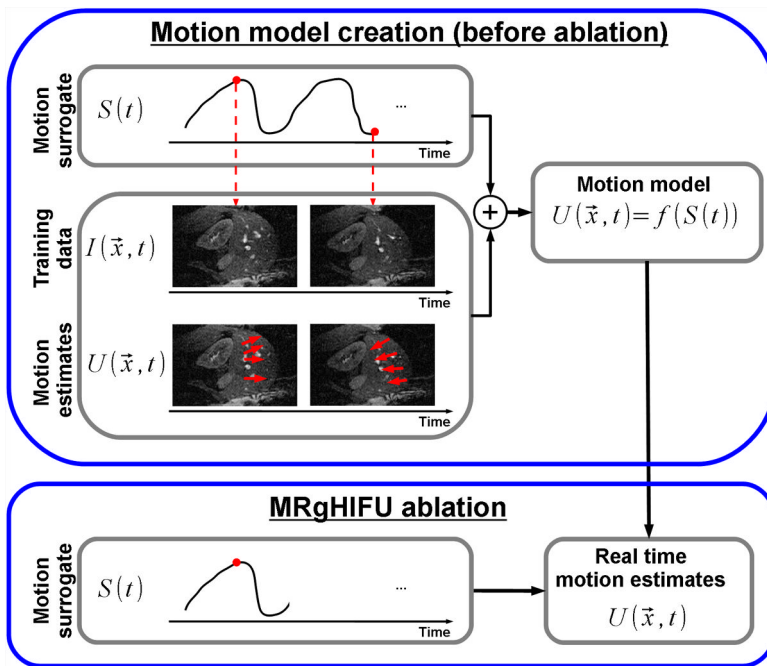 Motion model creation (before ablation)
Motion
surrogate
S(t)
...
Time
Training
data
I(x⃗,t)
Time
Motion
estimates
U(x⃗,t)
Time
+
Motion model
U(x⃗,t)=f(S(t))
MRgHIFU ablation
Motion
surrogate
S(t)
...
Time
Real time
motion estimates
U(x⃗,t)